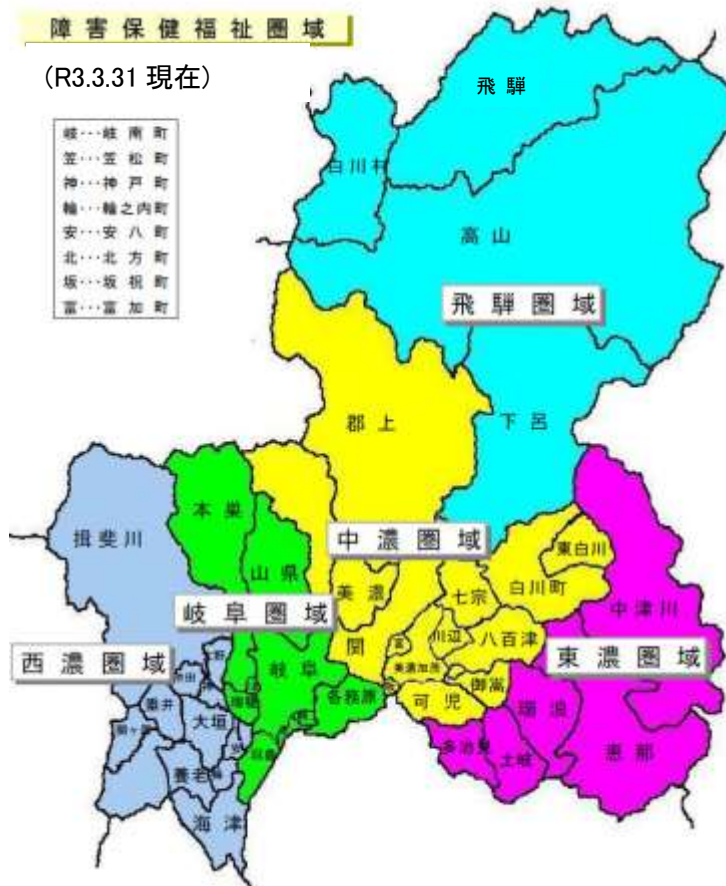 障害保健福祉圏域
(R3.3.31 現在)
岐･･･岐南町
笠･･･笠松町
神･･･神戸町
輪･･･輪之内町
安･･･安八町
北･･･北方町
坂･･･坂祝町
富･･･富加町
飛騨
白川村
高山
飛騨圏域
郡上
下呂
本巣
揖斐川
中濃圏域
東白川
山県
美濃
七宗
白川町
中津川
岐阜圏域
関
川辺
八百津
西濃圏域
東濃圏域
岐阜
美濃加茂
御嵩
垂井
大垣
各務原
可児
瑞浪
養老
多治見
土岐
恵那
海津